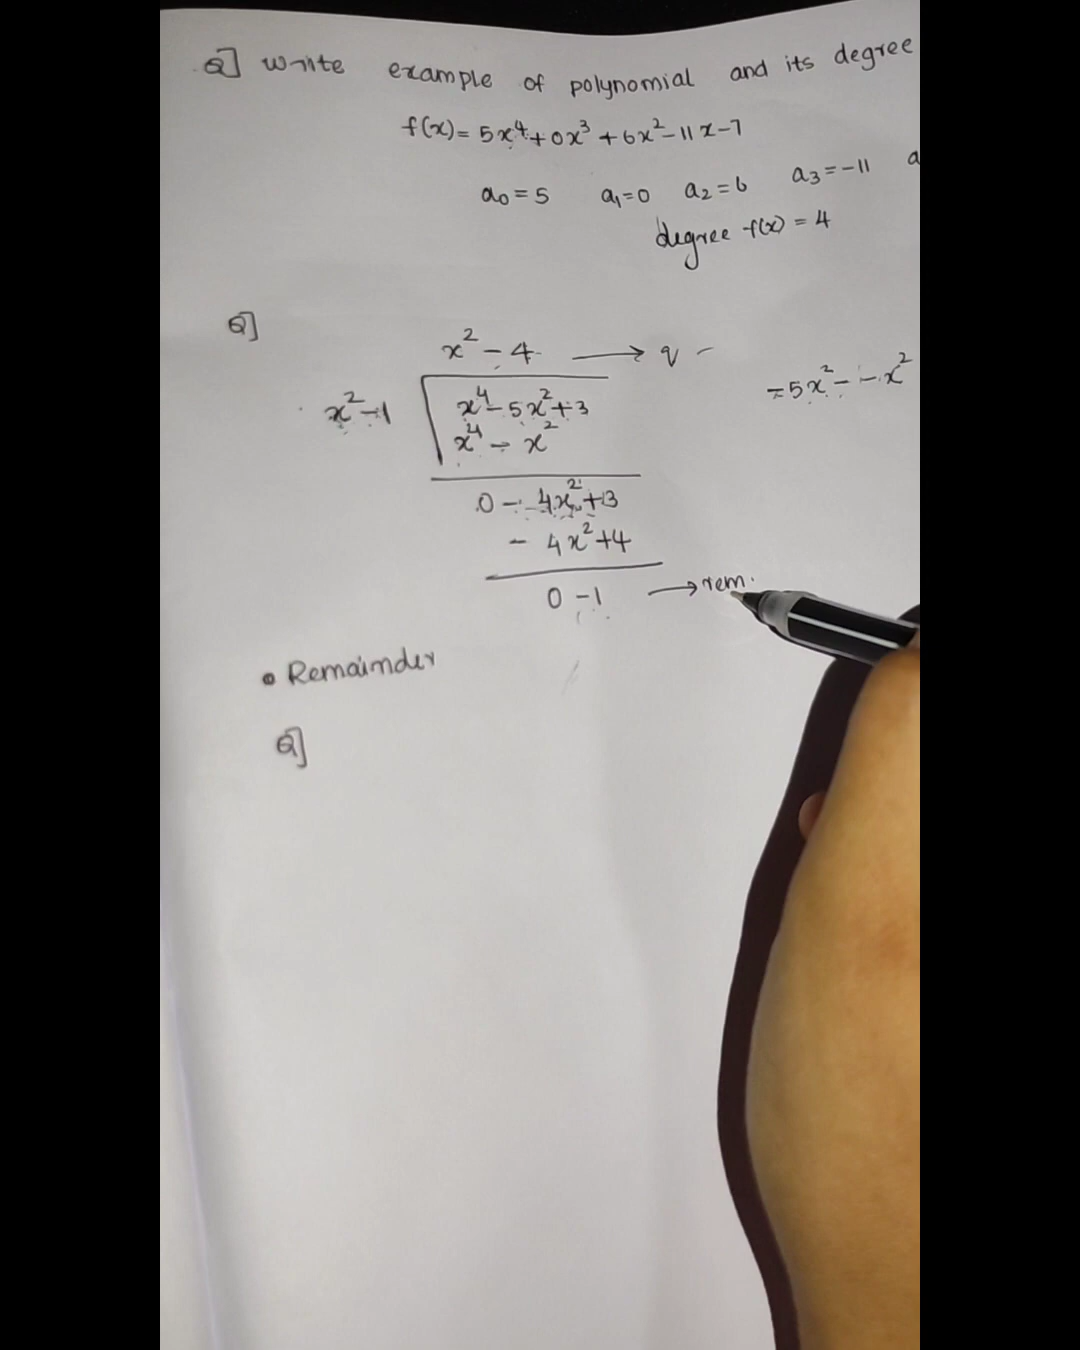 Q] Write example of polynomial and its degree
f(x) = 5x⁴ + 0x³ + 6x² - 11x - 7
a₀ = 5 a₁ = 0 a₂ = 6 a₃ = -11 a
degree f(x) = 4
Q]
x² - 4 → q -
x² - 1 x⁴ - 5x² + 3 = 5x² - - x²
x⁴ - x²
0 - 4x² + 3
- 4x² + 4
0 - 1 → rem.
• Remainder
Q]